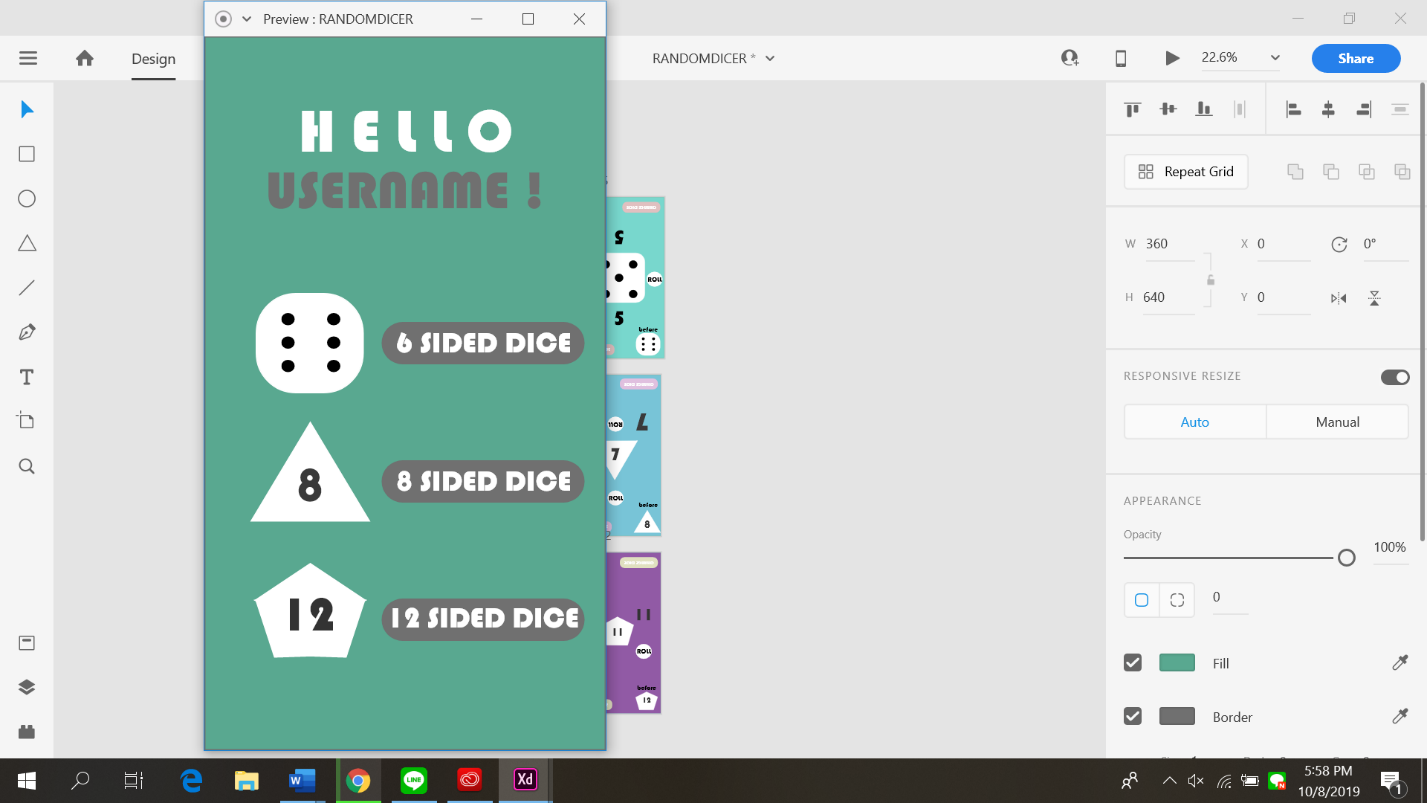 Preview : RANDOMDICER
Design
RANDOMDICER *
22.6%
Share
HELLO
USERNAME !
6 SIDED DICE
8
8 SIDED DICE
12
12 SIDED DICE
5
ROLL
5
before
ROLL
7
7
ROLL
before
8
11
11
ROLL
before
12
Repeat Grid
W 360
X 0
0°
H 640
Y 0
RESPONSIVE RESIZE
Auto
Manual
APPEARANCE
Opacity
100%
0
Fill
Border
5:58 PM
10/8/2019
1
W
LINE
Xd